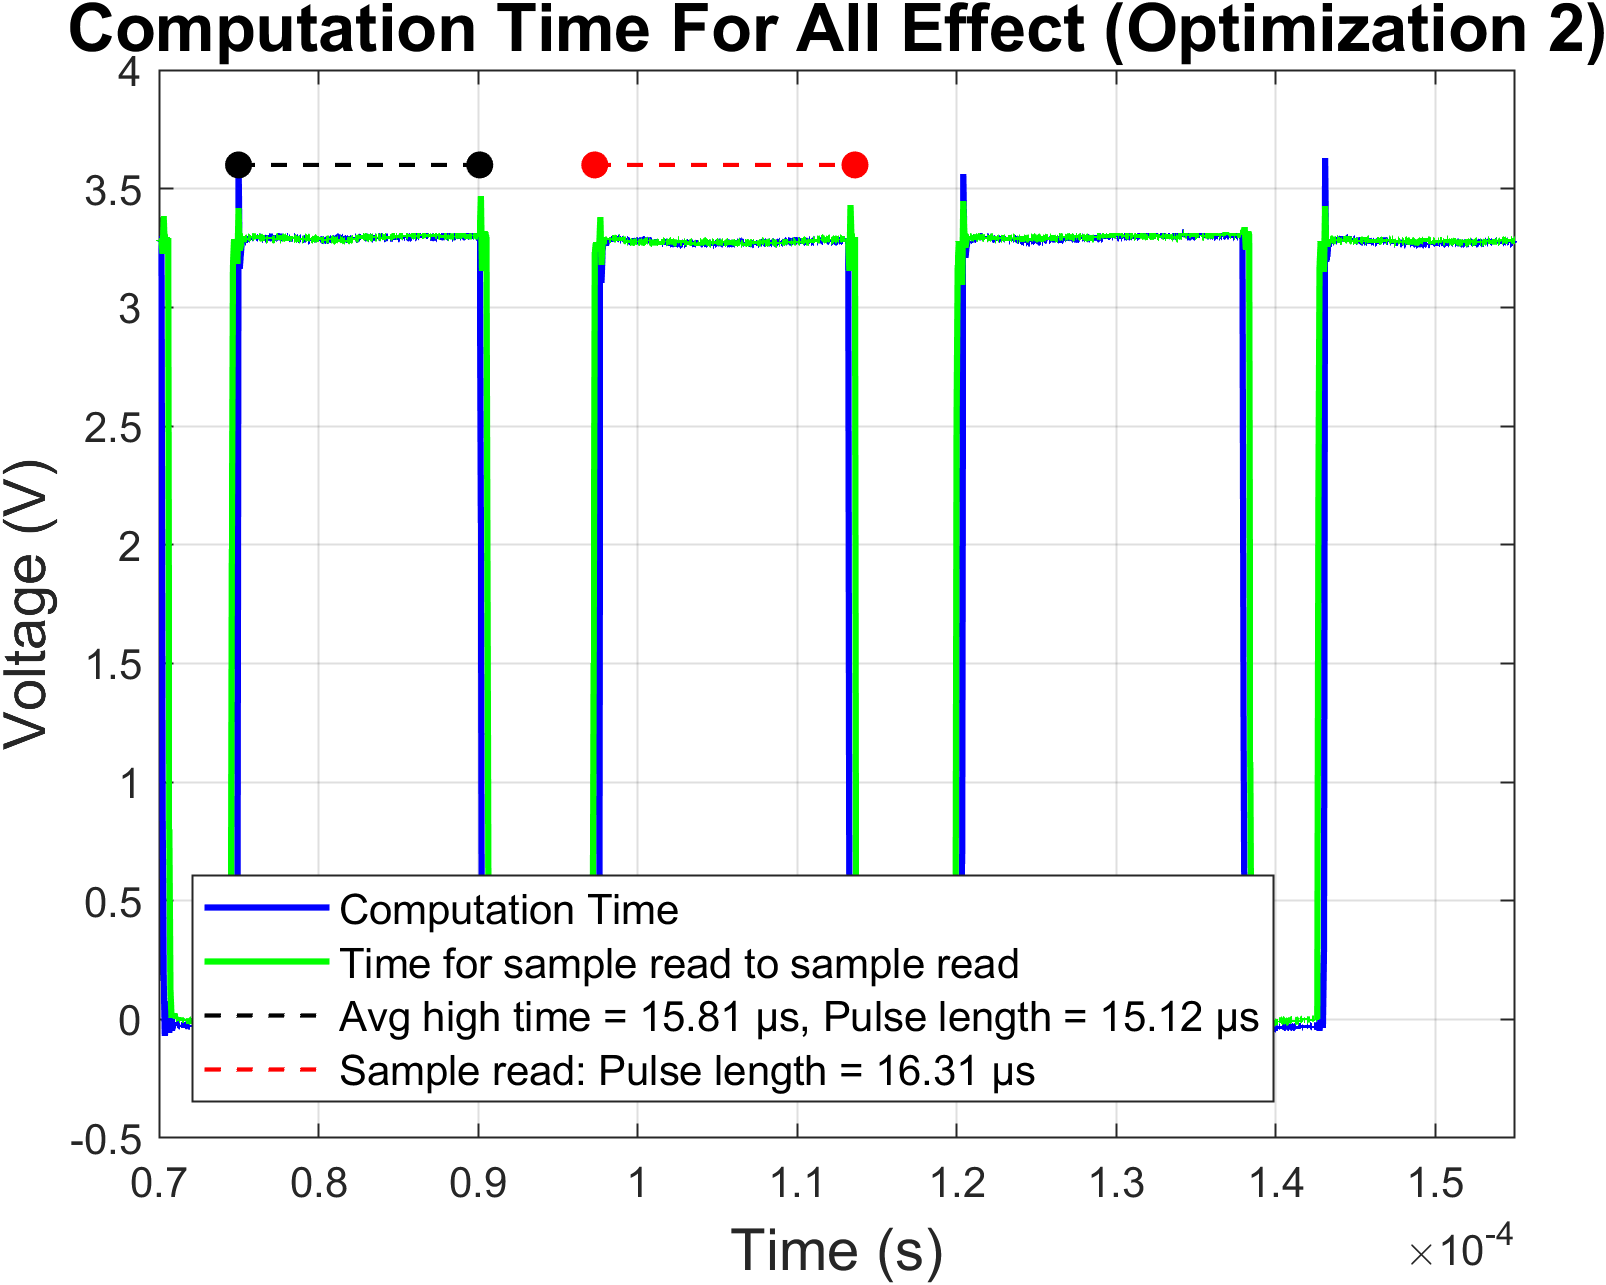 Computation Time For All Effect (Optimization 2)
4
3.5
3
2.5
2
1.5
1
0.5
0
-0.5
Voltage (V)
Computation Time
Time for sample read to sample read
Avg high time = 15.81 µs, Pulse length = 15.12 µs
Sample read: Pulse length = 16.31 µs
0.7 0.8 0.9 1 1.1 1.2 1.3 1.4 1.5
Time (s)
×10-4